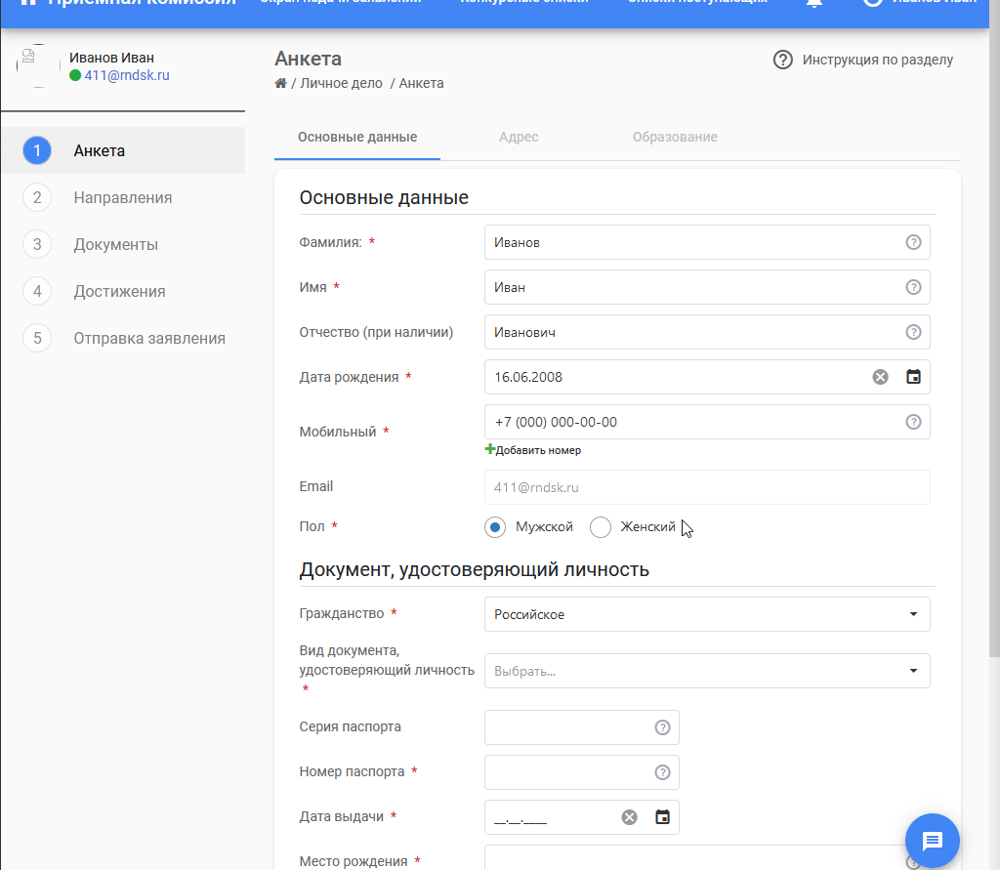 Приемная комиссия Экран подачи заявлений Конкурсные списки Списки поступающих Иванов Иван
Иванов Иван
411@rndsk.ru
Анкета
/ Личное дело / Анкета
Инструкция по разделу
1 Анкета
2 Направления
3 Документы
4 Достижения
5 Отправка заявления
Основные данные Адрес Образование
Основные данные
Фамилия: * Иванов
Имя * Иван
Отчество (при наличии) Иванович
Дата рождения * 16.06.2008
Мобильный * +7 (000) 000-00-00
Добавить номер
Email 411@rndsk.ru
Пол * Мужской Женский
Документ, удостоверяющий личность
Гражданство * Российское
Вид документа,
удостоверяющий личность
* Выбрать...
Серия паспорта
Номер паспорта *
Дата выдачи * __.__.____
Место рождения *